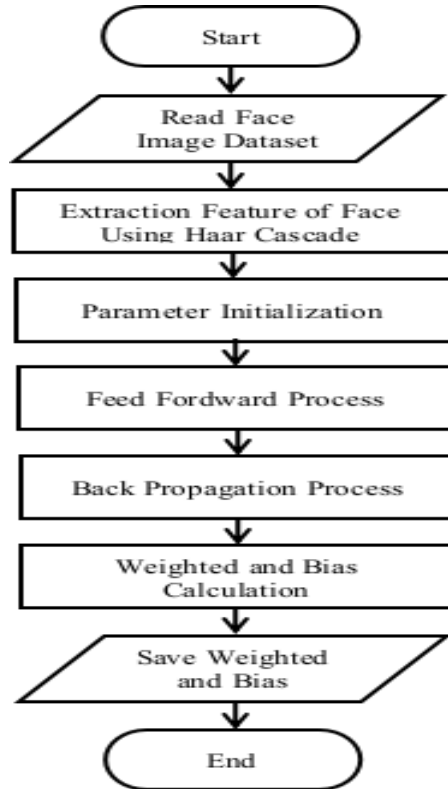 Start
Read Face
Image Dataset
Extraction Feature of Face
Using Haar Cascade
Parameter Initialization
Feed Fordward Process
Back Propagation Process
Weighted and Bias
Calculation
Save Weighted
and Bias
End